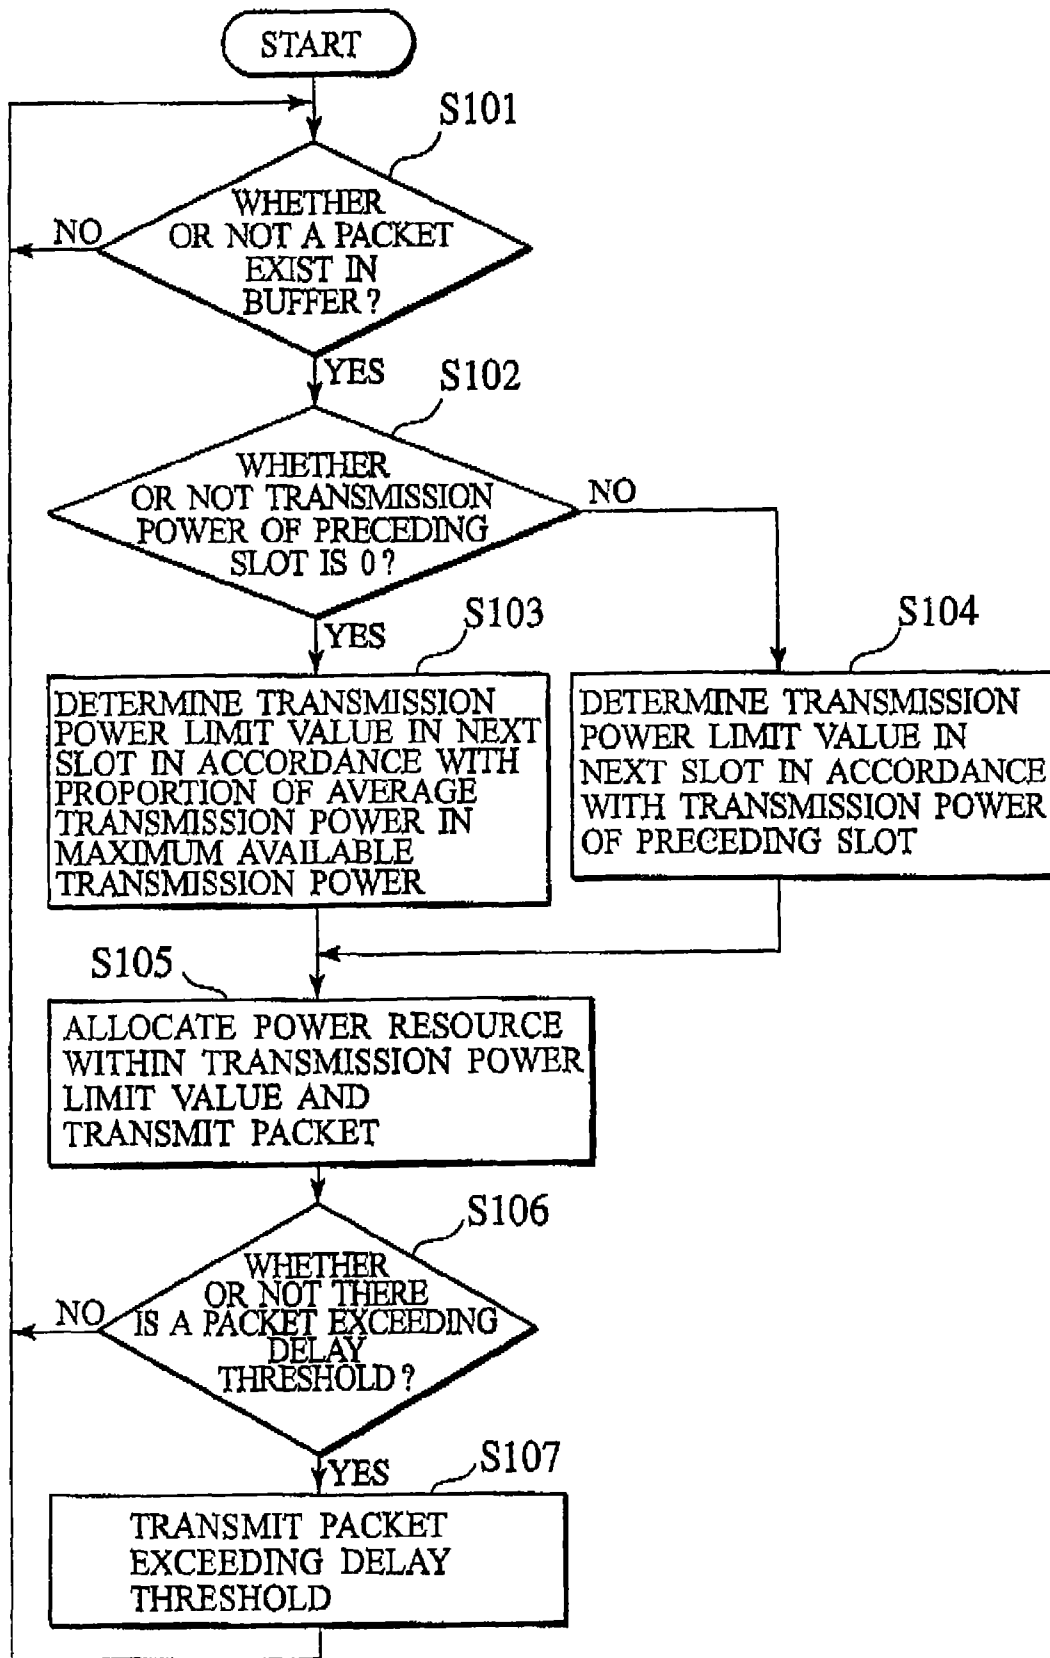 START
S101
WHETHER
OR NOT A PACKET
EXIST IN
BUFFER?
NO
YES
S102
WHETHER
OR NOT TRANSMISSION
POWER OF PRECEDING
SLOT IS 0?
NO
YES
S103
DETERMINE TRANSMISSION
POWER LIMIT VALUE IN NEXT
SLOT IN ACCORDANCE WITH
PROPORTION OF AVERAGE
TRANSMISSION POWER IN
MAXIMUM AVAILABLE
TRANSMISSION POWER
S104
DETERMINE TRANSMISSION
POWER LIMIT VALUE IN
NEXT SLOT IN ACCORDANCE
WITH TRANSMISSION POWER
OF PRECEDING SLOT
S105
ALLOCATE POWER RESOURCE
WITHIN TRANSMISSION POWER
LIMIT VALUE AND
TRANSMIT PACKET
S106
WHETHER
OR NOT THERE
IS A PACKET EXCEEDING
DELAY
THRESHOLD?
NO
YES
S107
TRANSMIT PACKET
EXCEEDING DELAY
THRESHOLD